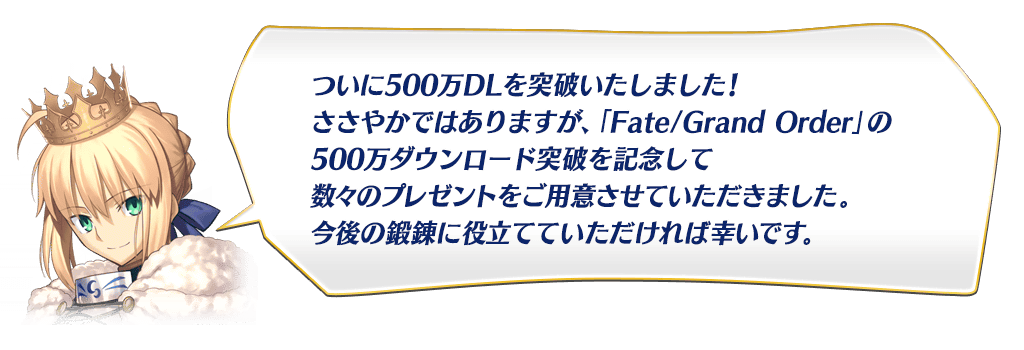 ついに500万DLを突破いたしました!
ささやかではありますが、「Fate/Grand Order」の
500万ダウンロード突破を記念して
数々のプレゼントをご用意させていただきました。
今後の鍛錬に役立てていただければ幸いです。